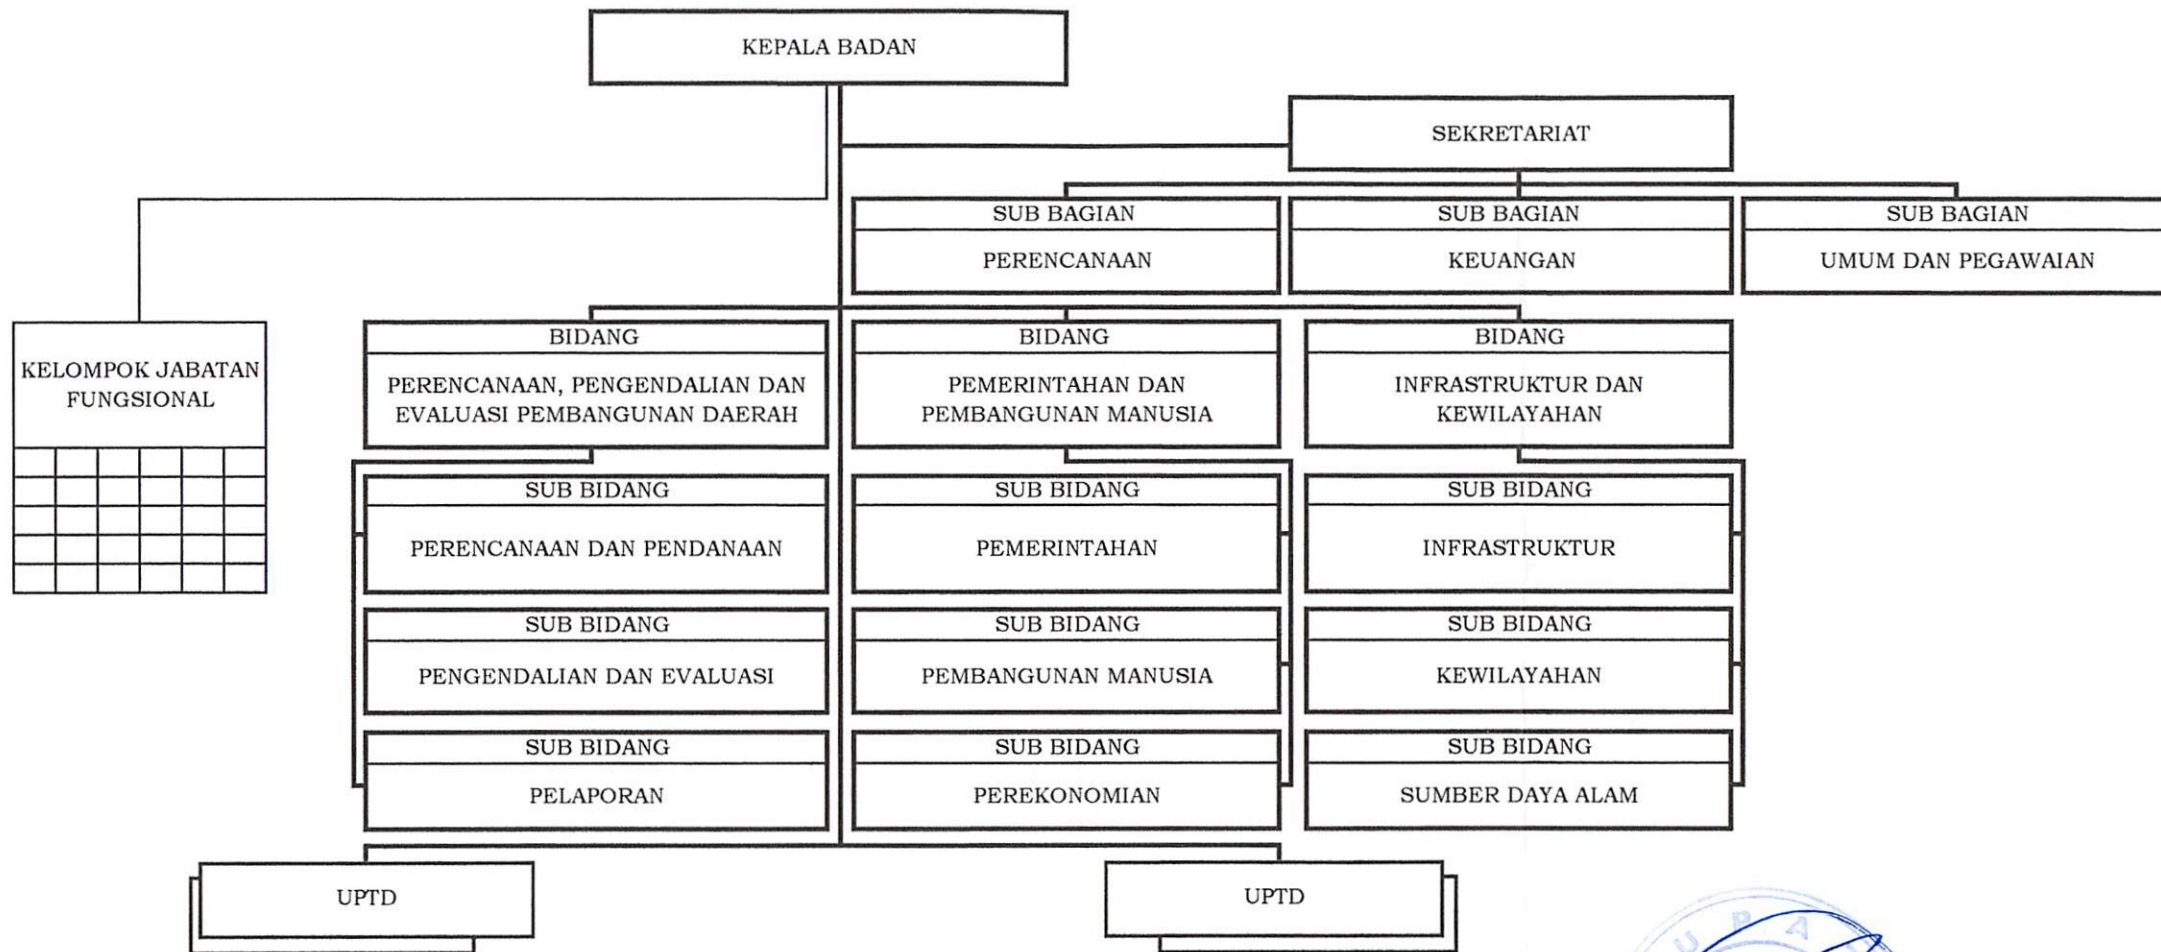 KEPALA BADAN
SEKRETARIAT
SUB BAGIAN
PERENCANAAN
SUB BAGIAN
KEUANGAN
SUB BAGIAN
UMUM DAN PEGAWAIAN
KELOMPOK JABATAN
FUNGSIONAL
BIDANG
PERENCANAAN, PENGENDALIAN DAN
EVALUASI PEMBANGUNAN DAERAH
BIDANG
PEMERINTAHAN DAN
PEMBANGUNAN MANUSIA
BIDANG
INFRASTRUKTUR DAN
KEWILAYAHAN
SUB BIDANG
PERENCANAAN DAN PENDANAAN
SUB BIDANG
PEMERINTAHAN
SUB BIDANG
INFRASTRUKTUR
SUB BIDANG
PENGENDALIAN DAN EVALUASI
SUB BIDANG
PEMBANGUNAN MANUSIA
SUB BIDANG
KEWILAYAHAN
SUB BIDANG
PELAPORAN
SUB BIDANG
PEREKONOMIAN
SUB BIDANG
SUMBER DAYA ALAM
UPTD
UPTD